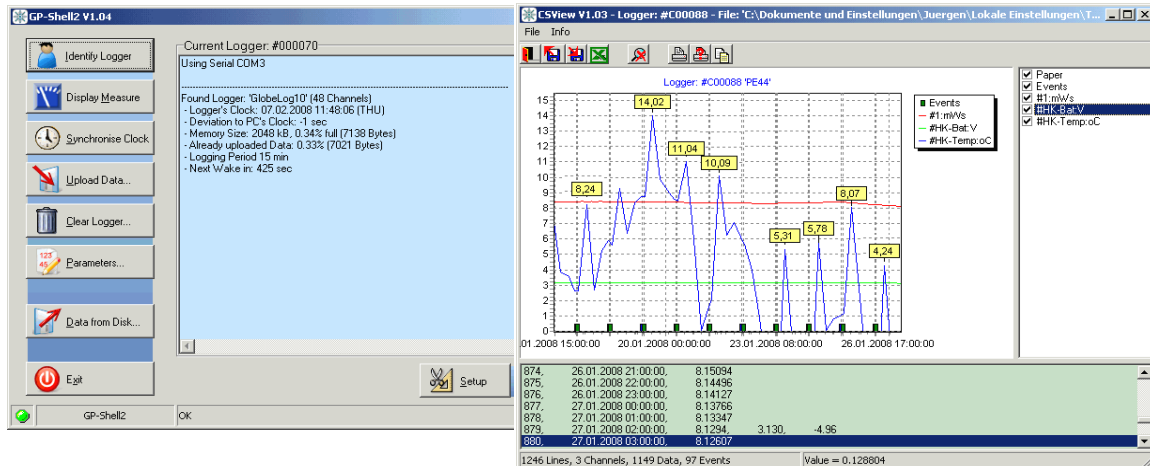 GP-Shell2 V1.04
Identify Logger
Display Measure
Synchronise Clock
Upload Data...
Clear Logger...
Parameters...
Data from Disk...
Exit
Current Logger: #000070
Using Serial COM3
Found Logger: 'GlobeLog10' (48 Channels)
- Logger's Clock: 07.02.2008 11:48:06 (THU)
- Deviation to PC's Clock: -1 sec
- Memory Size: 2048 kB, 0.34% full (7138 Bytes)
- Already uploaded Data: 0.33% (7021 Bytes)
- Logging Period 15 min
- Next Wake in: 425 sec
Setup
GP-Shell2
OK
CSView V1.03 - Logger: #C00088 - File: 'C:\Dokumente und Einstellungen\Juergen\Lokale Einstellungen\T...
File Info
Logger: #C00088 'PE44'
15
14
13
12
11
10
9
8
7
6
5
4
3
2
1
0
14,02
11,04
10,09
8,24
8,07
5,31
5,78
4,24
01.2008 15:00:00
20.01.2008 00:00:00
23.01.2008 08:00:00
26.01.2008 17:00:00
Events
#1:mWs
#HK-Bat:V
#HK-Temp:oC
Paper
Events
#1:mWs
#HK-Bat:V
#HK-Temp:oC
874, 26.01.2008 21:00:00, 8.15094
875, 26.01.2008 22:00:00, 8.14496
876, 26.01.2008 23:00:00, 8.14127
877, 27.01.2008 00:00:00, 8.13766
878, 27.01.2008 01:00:00, 8.13347
879, 27.01.2008 02:00:00, 8.1294, 3.130, -4.96
880, 27.01.2008 03:00:00, 8.12607
1246 Lines, 3 Channels, 1149 Data, 97 Events
Value = 0.128804